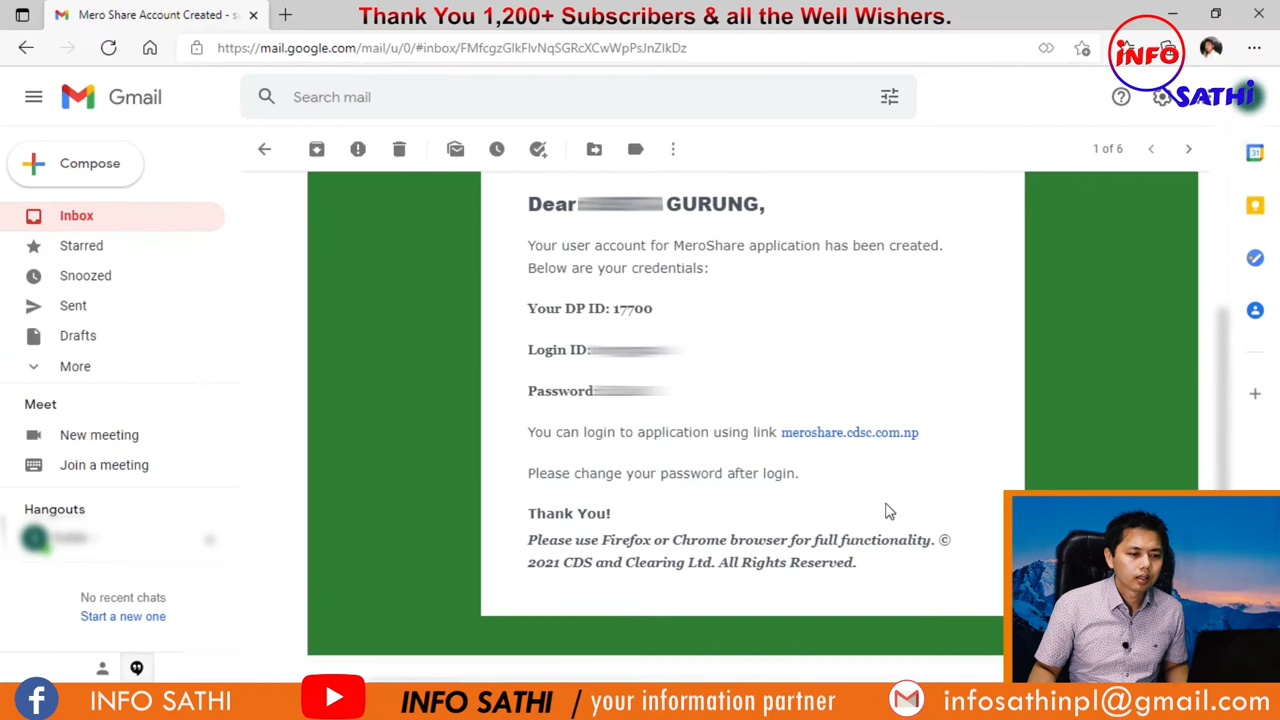 Thank You 1,200+ Subscribers & all the Well Wishers.
Mero Share Account Created - s
https://mail.google.com/mail/u/0/#inbox/FMfcgzGlkFlvNqSGRcXCwWpPsJnZlkDz
INFO
SATHi
Gmail
Search mail
Compose
1 of 6
Inbox
Starred
Snoozed
Sent
Drafts
More
Meet
New meeting
Join a meeting
Hangouts
No recent chats
Start a new one
Dear GURUNG,
Your user account for MeroShare application has been created.
Below are your credentials:
Your DP ID: 17700
Login ID:
Password:
You can login to application using link meroshare.cdsc.com.np
Please change your password after login.
Thank You!
Please use Firefox or Chrome browser for full functionality. ©
2021 CDS and Clearing Ltd. All Rights Reserved.
31
INFO SATHI
INFO SATHI / your information partner
infosathinpl@gmail.com